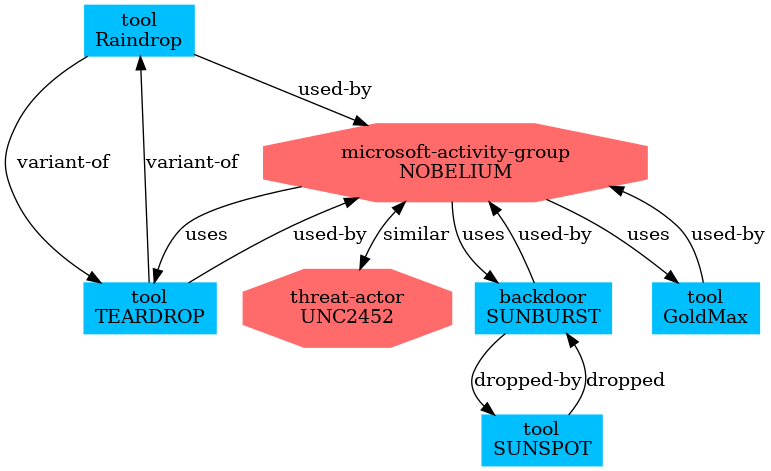 tool
Raindrop
used-by
variant-of
variant-of
microsoft-activity-group
NOBELIUM
uses
used-by
similar
uses
used-by
uses
used-by
tool
TEARDROP
threat-actor
UNC2452
backdoor
SUNBURST
tool
GoldMax
dropped-by
dropped
tool
SUNSPOT